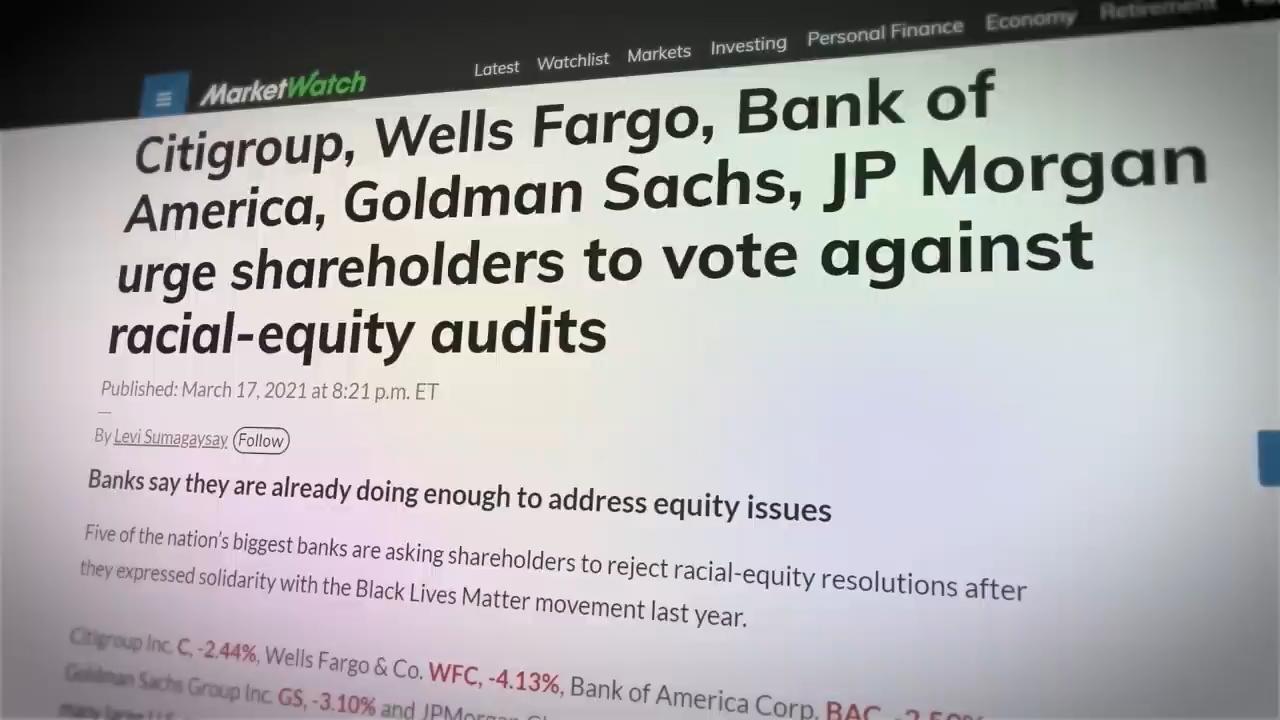 Latest Watchlist Markets Investing Personal Finance Economy Retirement
MarketWatch
Citigroup, Wells Fargo, Bank of
America, Goldman Sachs, JP Morgan
urge shareholders to vote against
racial-equity audits
Published: March 17, 2021 at 8:21 p.m. ET
By Levi Sumagaysay Follow
Banks say they are already doing enough to address equity issues
Five of the nation's biggest banks are asking shareholders to reject racial-equity resolutions after
they expressed solidarity with the Black Lives Matter movement last year.
Citigroup Inc. C, -2.44%, Wells Fargo & Co. WFC, -4.13%, Bank of America Corp. BAC,
Goldman Sachs Group Inc. GS, -3.10% and
many large